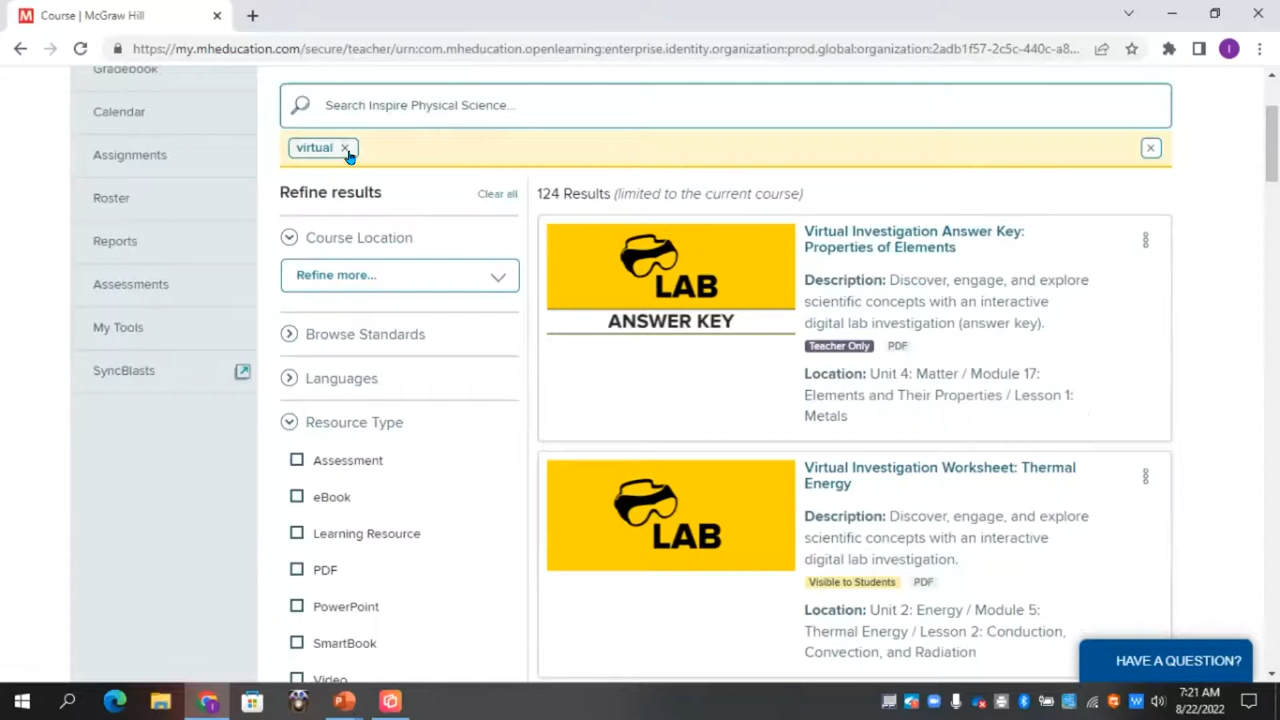 Course | McGraw Hill
https://my.mheducation.com/secure/teacher/urn:com.mheducation.openlearning:enterprise.identity.organization:prod.global:organization:2adb1f57-2c5c-440c-a8...
Gradebook
Calendar
Assignments
Roster
Reports
Assessments
My Tools
SyncBlasts
Search Inspire Physical Science...
virtual
Refine results
Clear all
Course Location
Refine more...
Browse Standards
Languages
Resource Type
Assessment
eBook
Learning Resource
PDF
PowerPoint
SmartBook
Video
124 Results (limited to the current course)
LAB
ANSWER KEY
Virtual Investigation Answer Key:
Properties of Elements
Description: Discover, engage, and explore
scientific concepts with an interactive
digital lab investigation (answer key).
Teacher Only PDF
Location: Unit 4: Matter / Module 17:
Elements and Their Properties / Lesson 1:
Metals
LAB
Virtual Investigation Worksheet: Thermal
Energy
Description: Discover, engage, and explore
scientific concepts with an interactive
digital lab investigation.
Visible to Students PDF
Location: Unit 2: Energy / Module 5:
Thermal Energy / Lesson 2: Conduction,
Convection, and Radiation
HAVE A QUESTION?
7:21 AM
8/22/2022